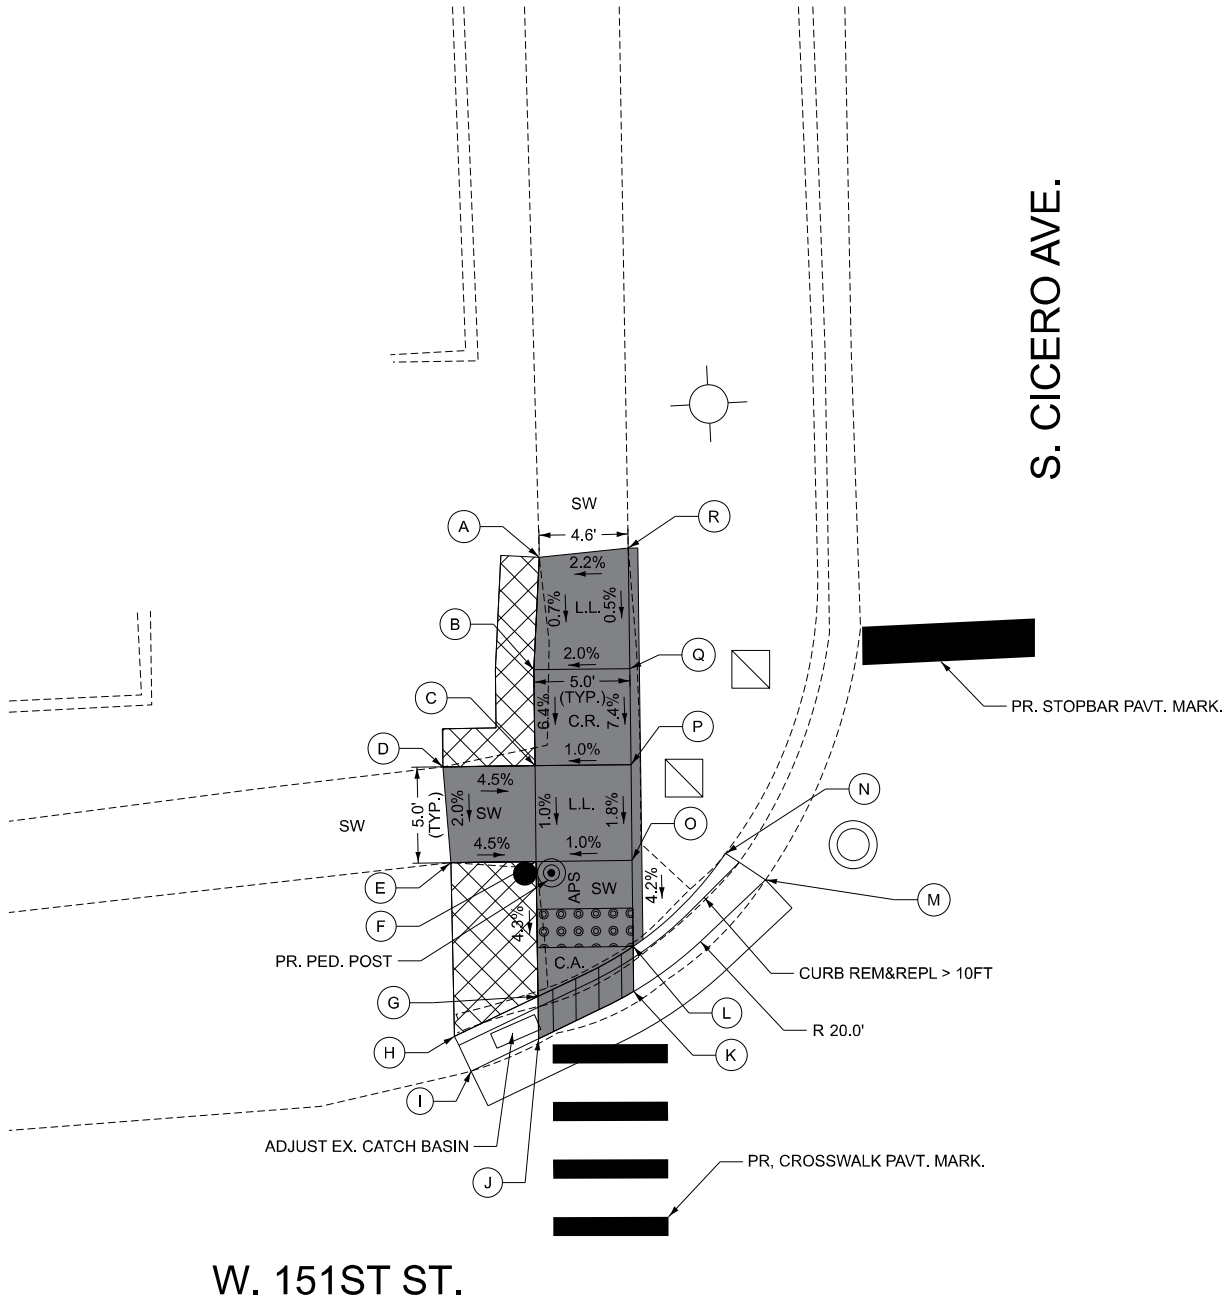 S. CICERO AVE.
SW
4.6'
A
R
2.2%
0.7%
L.L.
0.5%
B
2.0%
Q
5.0'
(TYP.)
6.4%
C.R.
7.4%
PR. STOPBAR PAVT. MARK.
C
P
D
1.0%
4.5%
5.0'
(TYP.)
2.0%
SW
1.0%
L.L.
1.8%
N
SW
O
4.5%
1.0%
E
APS
SW
4.2%
M
F
4.3%
PR. PED. POST
C.A.
CURB REM&REPL > 10FT
G
L
R 20.0'
H
K
I
ADJUST EX. CATCH BASIN
J
PR, CROSSWALK PAVT. MARK.
W. 151ST ST.